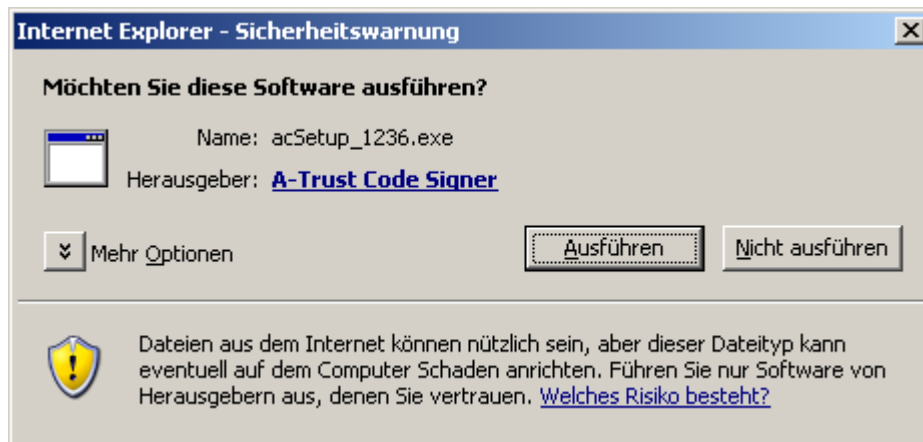 Internet Explorer - Sicherheitswarnung
Möchten Sie diese Software ausführen?
Name: acSetup_1236.exe
Herausgeber: A-Trust Code Signer
Mehr Optionen
Ausführen
Nicht ausführen
Dateien aus dem Internet können nützlich sein, aber dieser Dateityp kann
eventuell auf dem Computer Schaden anrichten. Führen Sie nur Software von
Herausgebern aus, denen Sie vertrauen. Welches Risiko besteht?